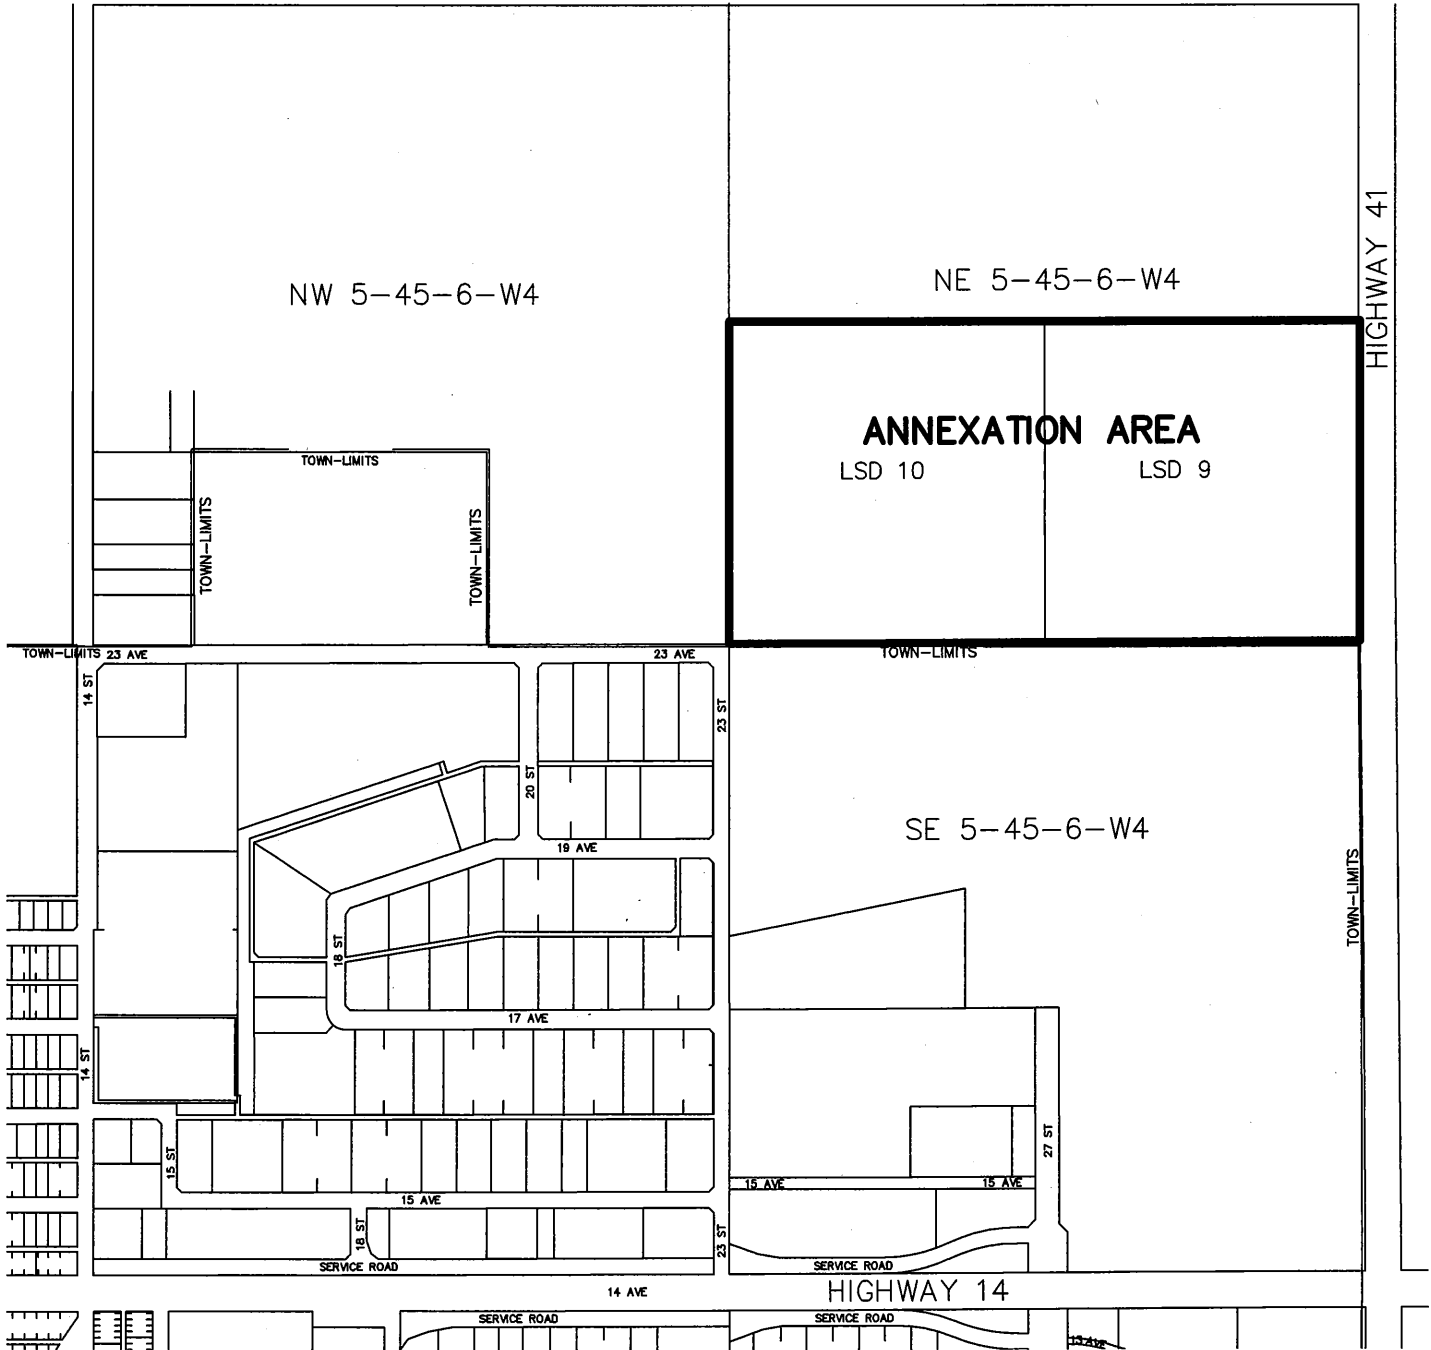 HIGHWAY 41
NW 5-45-6-W4
NE 5-45-6-W4
ANNEXATION AREA
LSD 10
LSD 9
TOWN-LIMITS
TOWN-LIMITS
TOWN-LIMITS
TOWN-LIMITS
23 AVE
23 AVE
TOWN-LIMITS
14 ST
23 ST
20 ST
SE 5-45-6-W4
19 AVE
TOWN-LIMITS
18 ST
17 AVE
14 ST
27 ST
15 ST
15 AVE
15 AVE
15 AVE
18 ST
23 ST
SERVICE ROAD
SERVICE ROAD
14 AVE
HIGHWAY 14
SERVICE ROAD
SERVICE ROAD
13 AVE